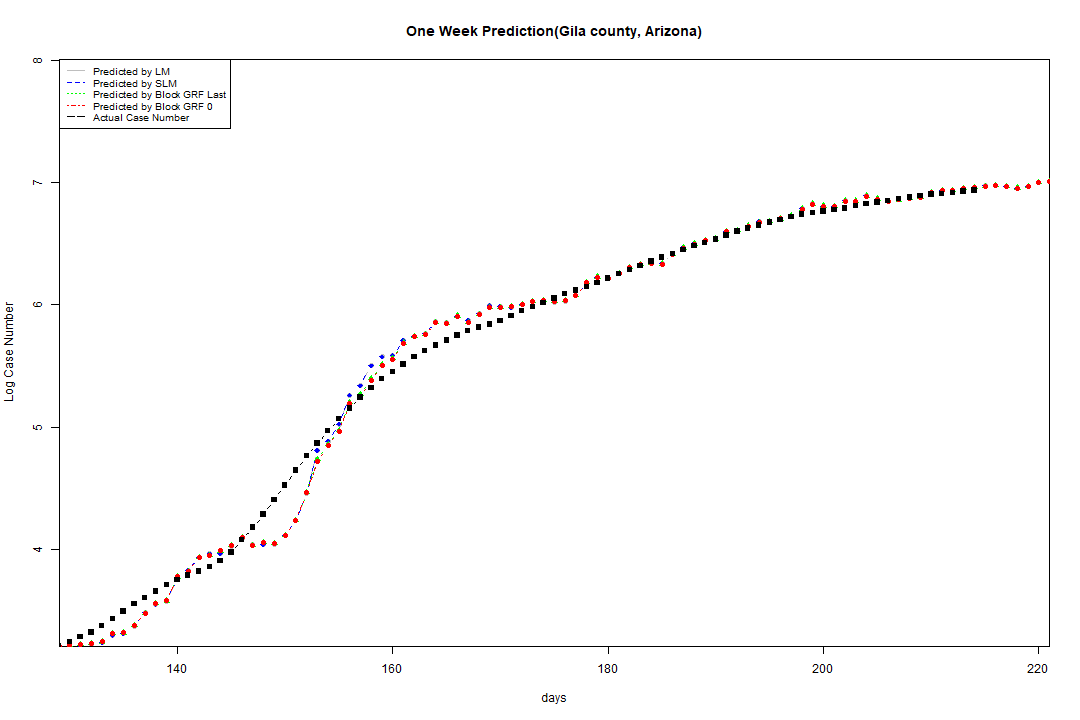 One Week Prediction(Gila county, Arizona)
Predicted by LM
Predicted by SLM
Predicted by Block GRF Last
Predicted by Block GRF 0
Actual Case Number
8
7
6
5
4
Log Case Number
140 160 180 200 220
days